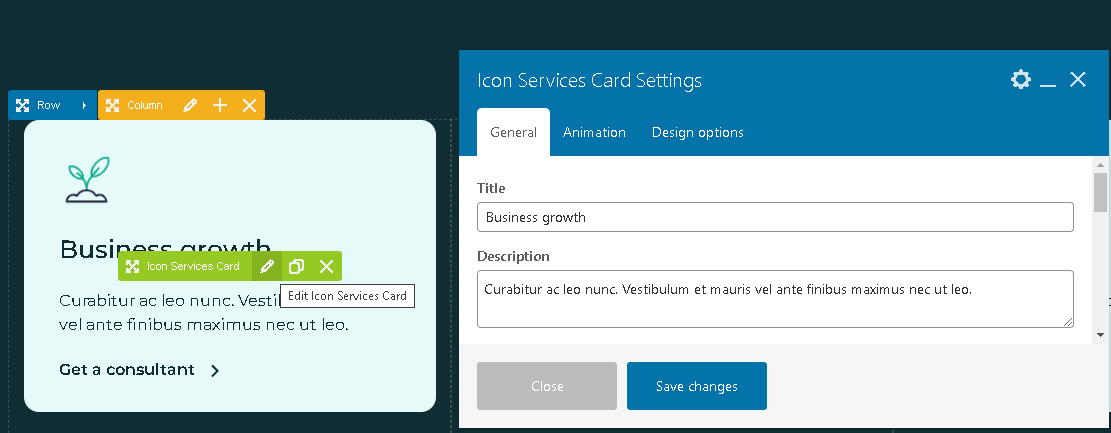 Row
Column
Business growth
Icon Services Card
Edit Icon Services Card
Curabitur ac leo nunc. Vesti
vel ante finibus maximus nec ut leo.
Get a consultant
Icon Services Card Settings
General
Animation
Design options
Title
Business growth
Description
Curabitur ac leo nunc. Vestibulum et mauris vel ante finibus maximus nec ut leo.
Close
Save changes